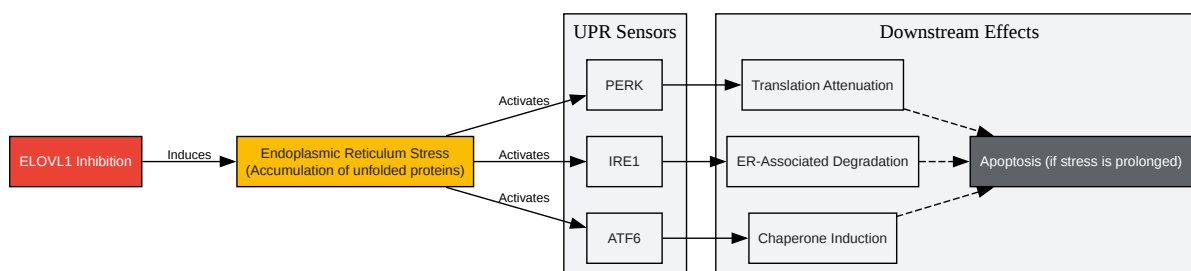 UPR Sensors
Downstream Effects
PERK
Translation Attenuation
Activates
ELOVL1 Inhibition
Induces
Endoplasmic Reticulum Stress
(Accumulation of unfolded proteins)
Activates
IRE1
ER-Associated Degradation
Apoptosis (if stress is prolonged)
Activates
ATF6
Chaperone Induction